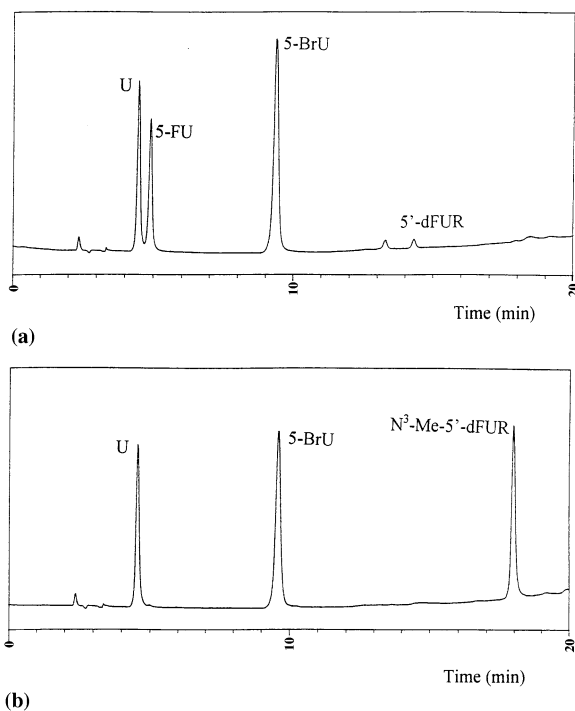 5-BrU
U
5-FU
5'-dFUR
0
10
20
Time (min)
(a)
N³-Me-5'-dFUR
U
5-BrU
0
10
20
Time (min)
(b)